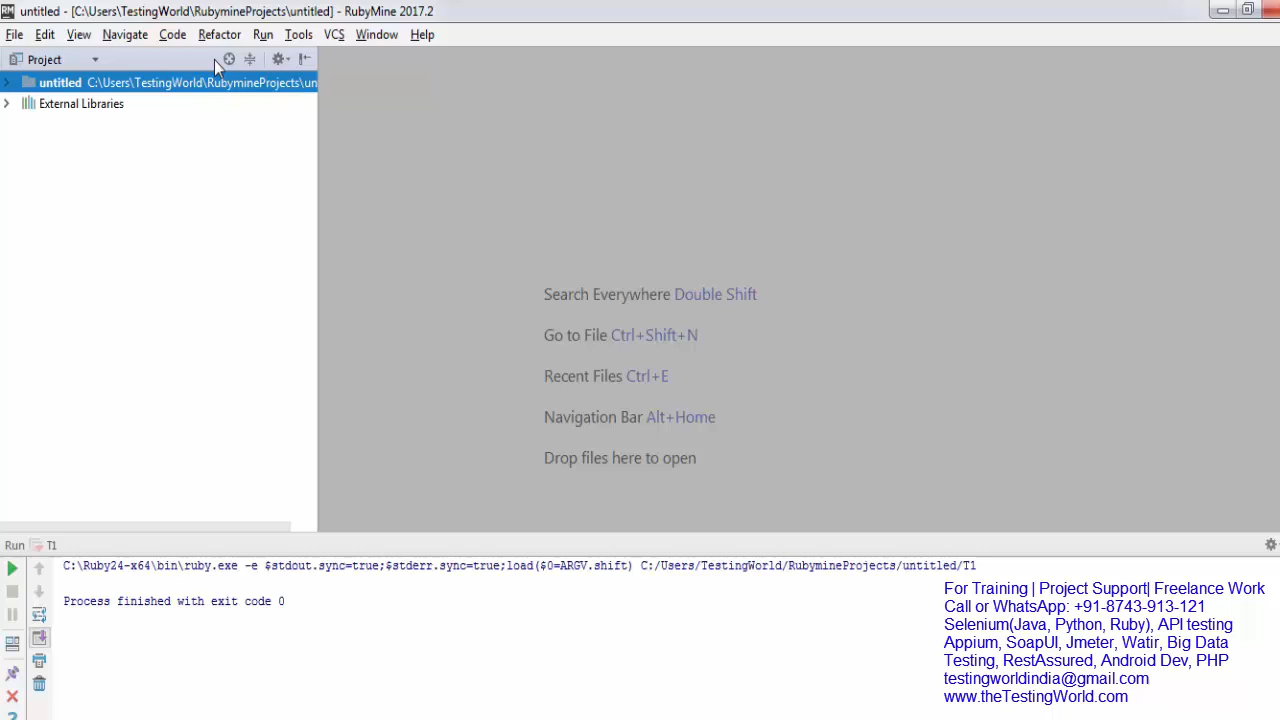 untitled - [C:\Users\TestingWorld\RubymineProjects\untitled] - RubyMine 2017.2
File Edit View Navigate Code Refactor Run Tools VCS Window Help
Project
untitled C:\Users\TestingWorld\RubymineProjects\un
External Libraries
Search Everywhere Double Shift
Go to File Ctrl+Shift+N
Recent Files Ctrl+E
Navigation Bar Alt+Home
Drop files here to open
Run T1
C:\Ruby24-x64\bin\ruby.exe -e $stdout.sync=true;$stderr.sync=true;load($0=ARGV.shift) C:/Users/TestingWorld/RubymineProjects/untitled/T1
Process finished with exit code 0
For Training | Project Support| Freelance Work
Call or WhatsApp: +91-8743-913-121
Selenium(Java, Python, Ruby), API testing
Appium, SoapUI, Jmeter, Watir, Big Data
Testing, RestAssured, Android Dev, PHP
testingworldindia@gmail.com
www.theTestingWorld.com